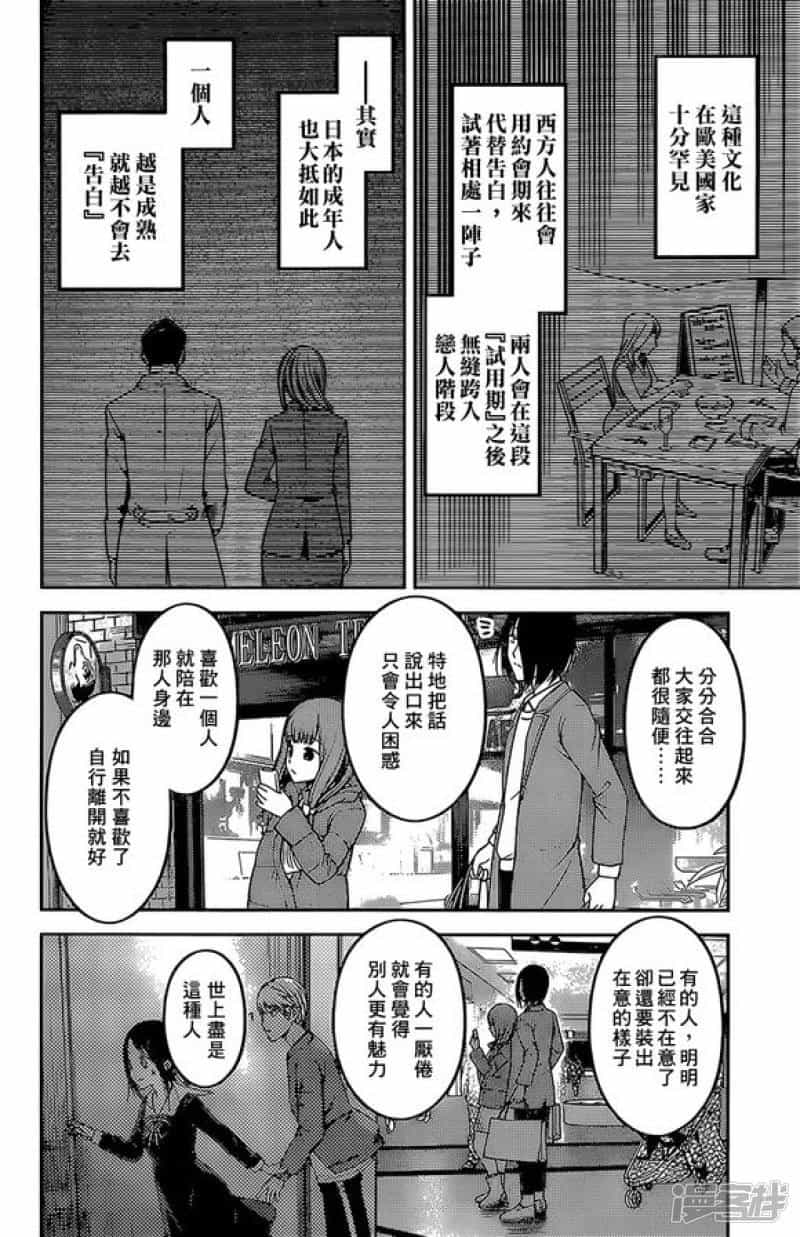 這種文化
在歐美國家
十分罕見
西方人往往會
用約會期來
代替告白，
試著相處一陣子
兩人會在這段
『試用期』之後
無縫跨入
戀人階段
——其實
日本的成年人
也大抵如此
一個人
越是成熟
就越不會去
『告白』
分分合合
大家交往起來
都很隨便……
特地把話
說出口來
只會令人困惑
ELEON T
喜歡一個人
就陪在
那人身邊
如果不喜歡了
自行離開就好
有的人，明明
已經不在意了
卻還要裝出
在意的樣子
有的人一厭倦
就會覺得
別人更有魅力
世上盡是
這種人
漫客栈